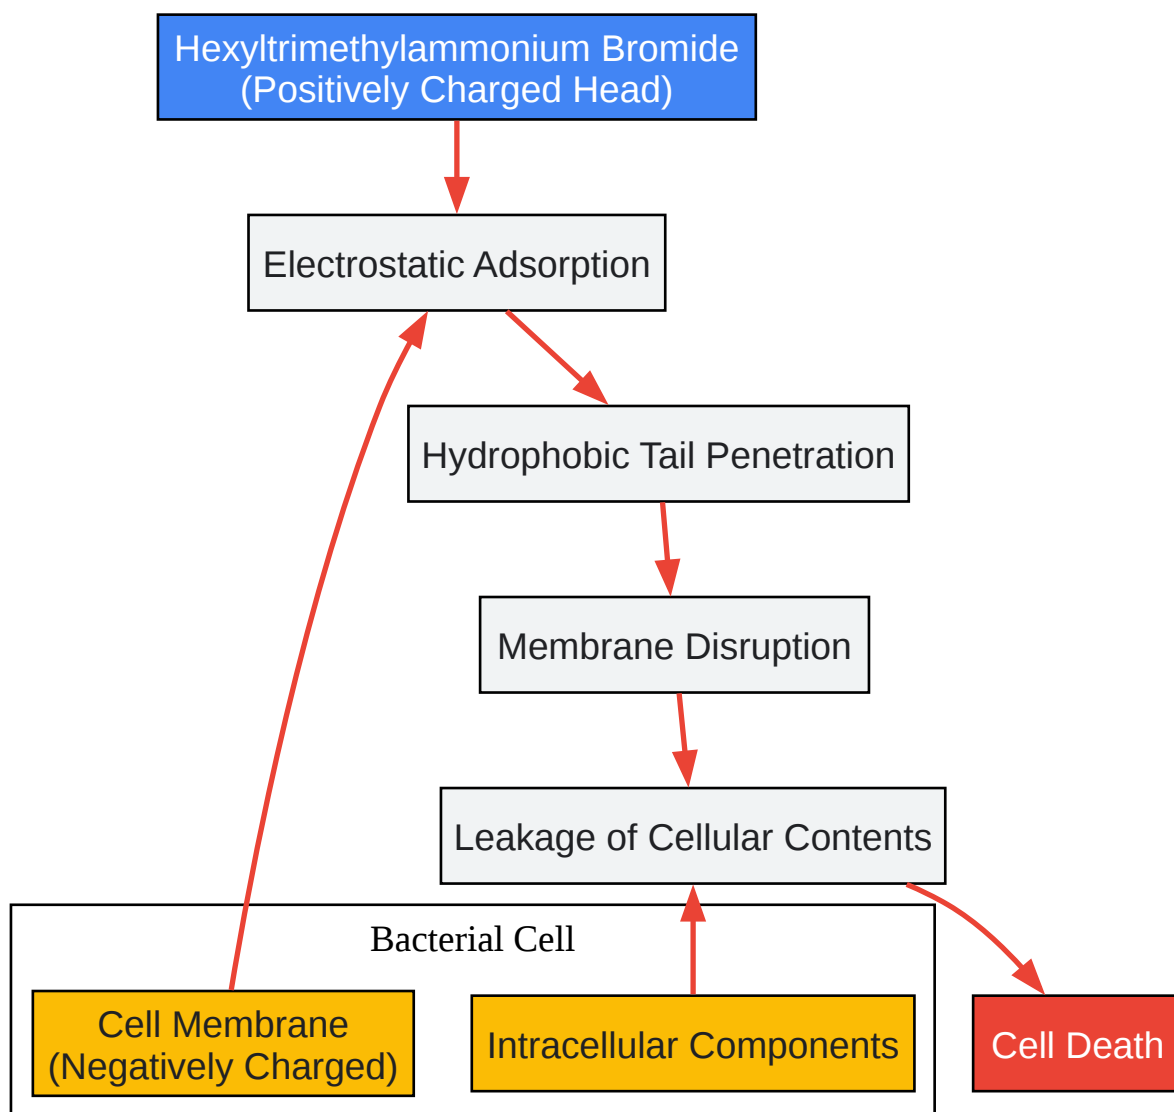 Hexyltrimethylammonium Bromide
(Positively Charged Head)
Electrostatic Adsorption
Hydrophobic Tail Penetration
Membrane Disruption
Leakage of Cellular Contents
Bacterial Cell
Cell Membrane
(Negatively Charged)
Intracellular Components
Cell Death